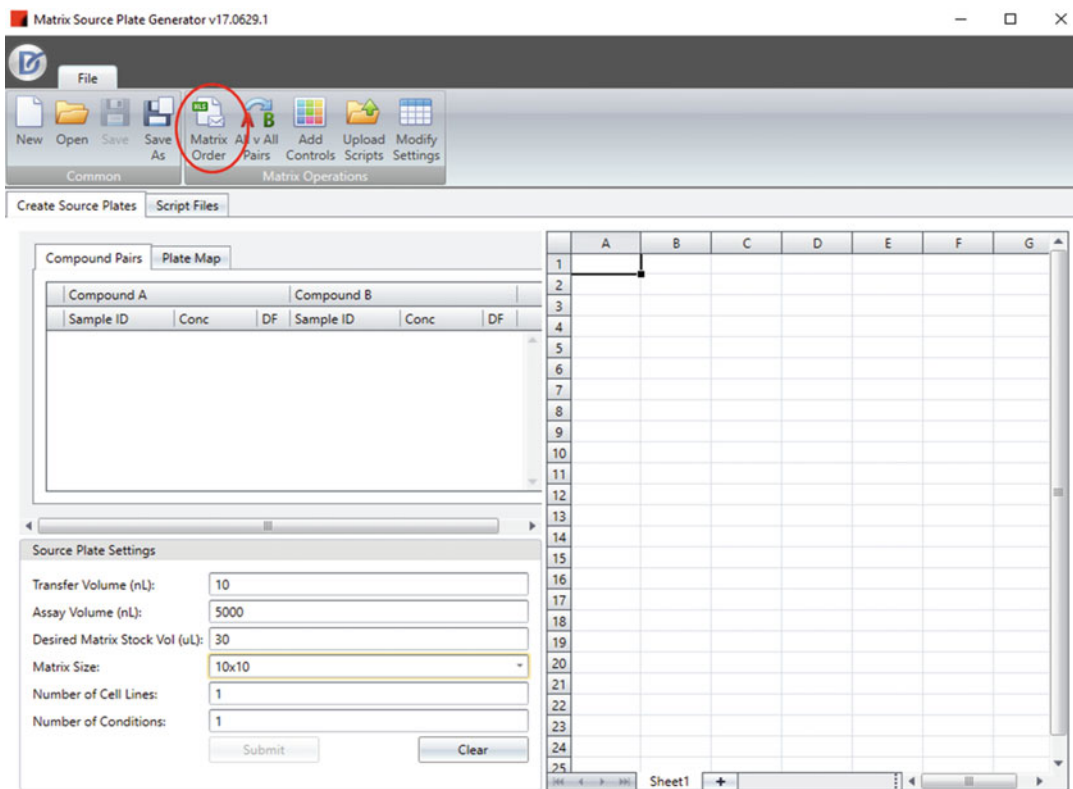 Matrix Source Plate Generator v17.0629.1
File
New Open Save Save As Matrix Order All v All Pairs Add Controls Upload Scripts Modify Settings
Common Matrix Operations
Create Source Plates Script Files
Compound Pairs Plate Map
Compound A Compound B
Sample ID Conc DF Sample ID Conc DF
A B C D E F G
1
2
3
4
5
6
7
8
9
10
11
12
13
14
15
16
17
18
19
20
21
22
23
24
25
Source Plate Settings
Transfer Volume (nL): 10
Assay Volume (nL): 5000
Desired Matrix Stock Vol (uL): 30
Matrix Size: 10x10
Number of Cell Lines: 1
Number of Conditions: 1
Submit Clear
Sheet1